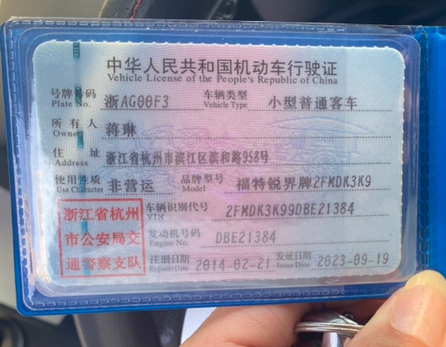 中华人民共和国机动车行驶证
Vehicle License of the People's Republic of China
号牌号码 浙AG00F3 车辆类型 小型普通客车
Plate No. Vehicle Type
所有人 蒋琳
Owner
住址 浙江省杭州市滨江区滨和路958号
Address
使用性质 非营运 品牌型号 福特锐界牌2FMDK3K9
Use Character Model
浙江省杭州
市公安局交
通警察支队
车辆识别代号 2FMDK3K99DBE21384
VIN
发动机号码 DBE21384
Engine No.
注册日期 2014-02-21 发证日期 2023-09-19
Register Date Issue Date